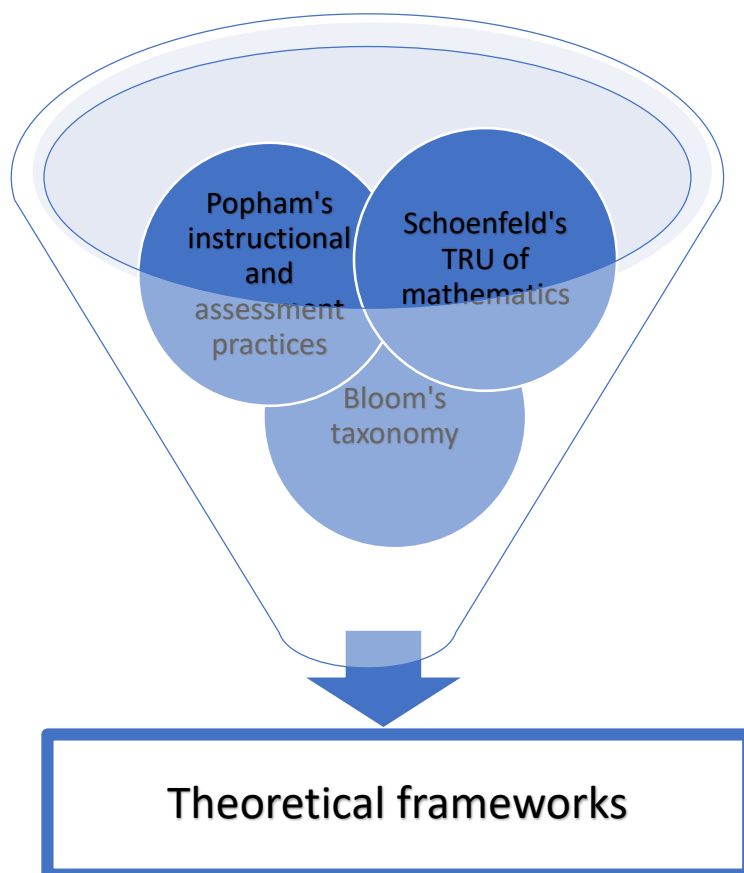 Popham's
instructional
and
assessment
practices
Schoenfeld's
TRU of
mathematics
Bloom's
taxonomy
Theoretical frameworks